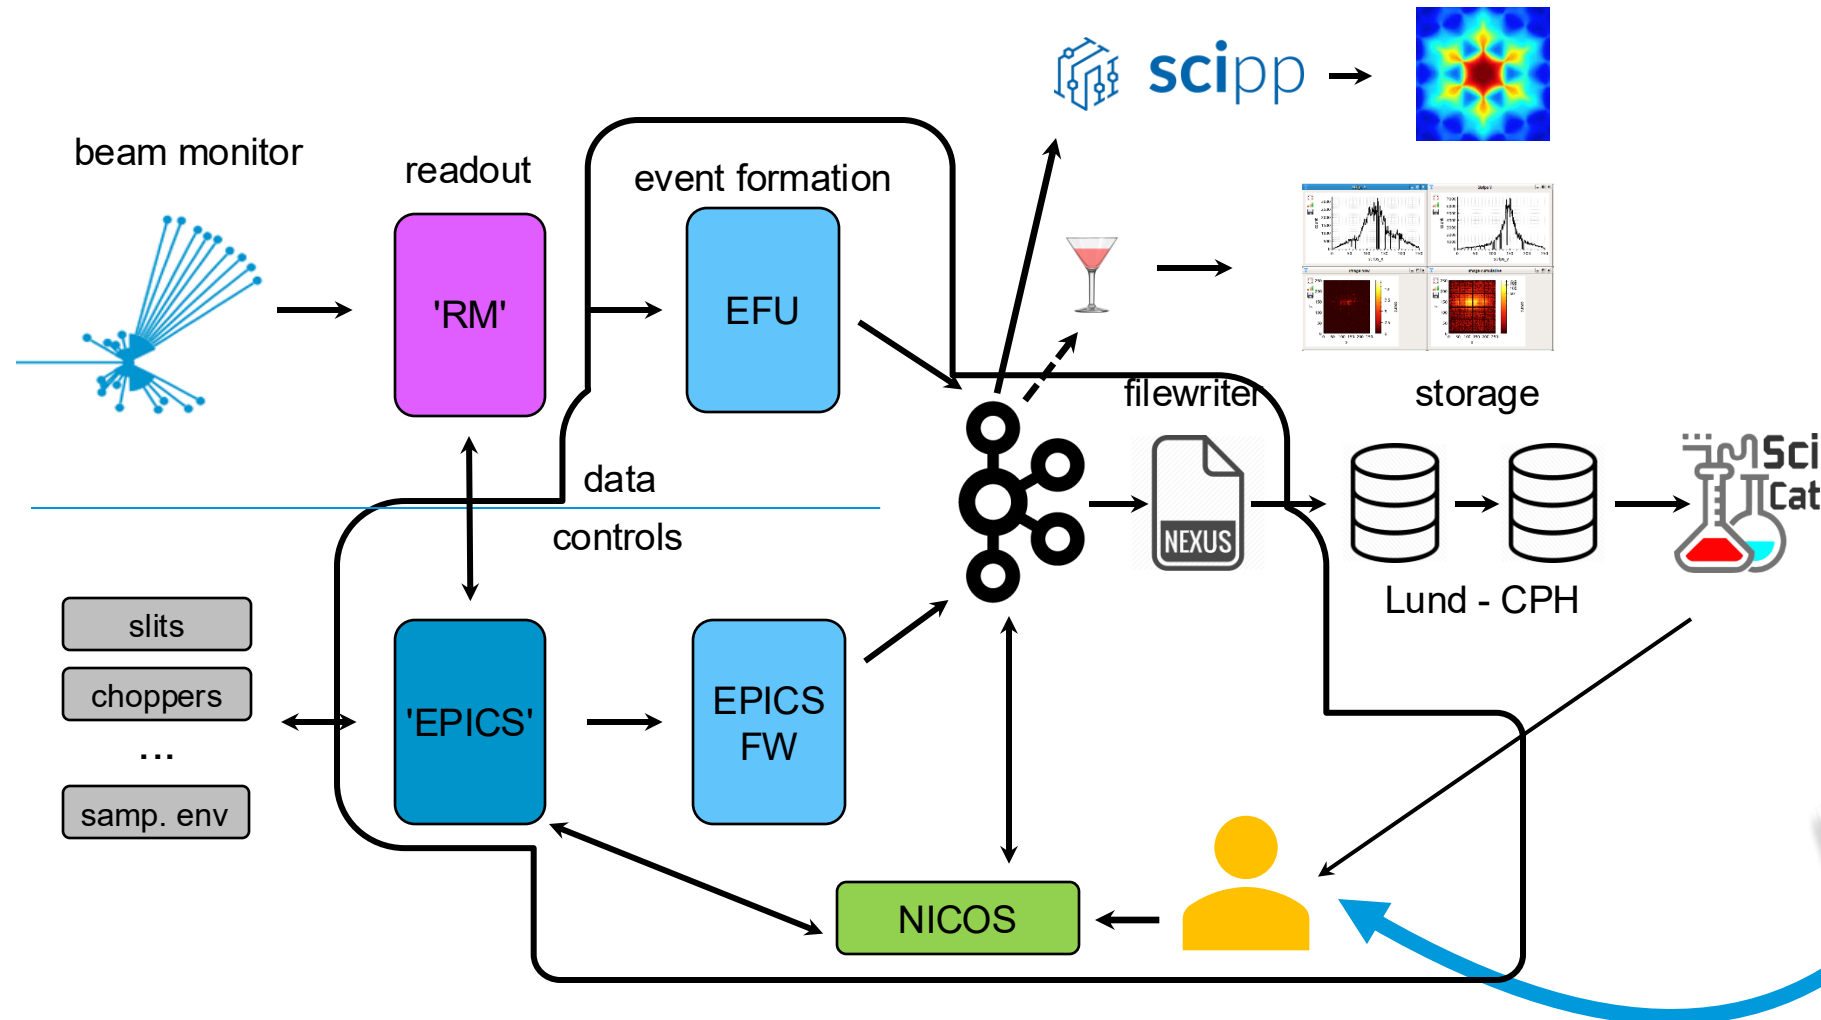 scipp
beam monitor
readout
event formation
'RM'
EFU
filewriter
storage
data
controls
NEXUS
Sci
Cat
Lund - CPH
slits
choppers
...
samp. env
'EPICS'
EPICS
FW
NICOS